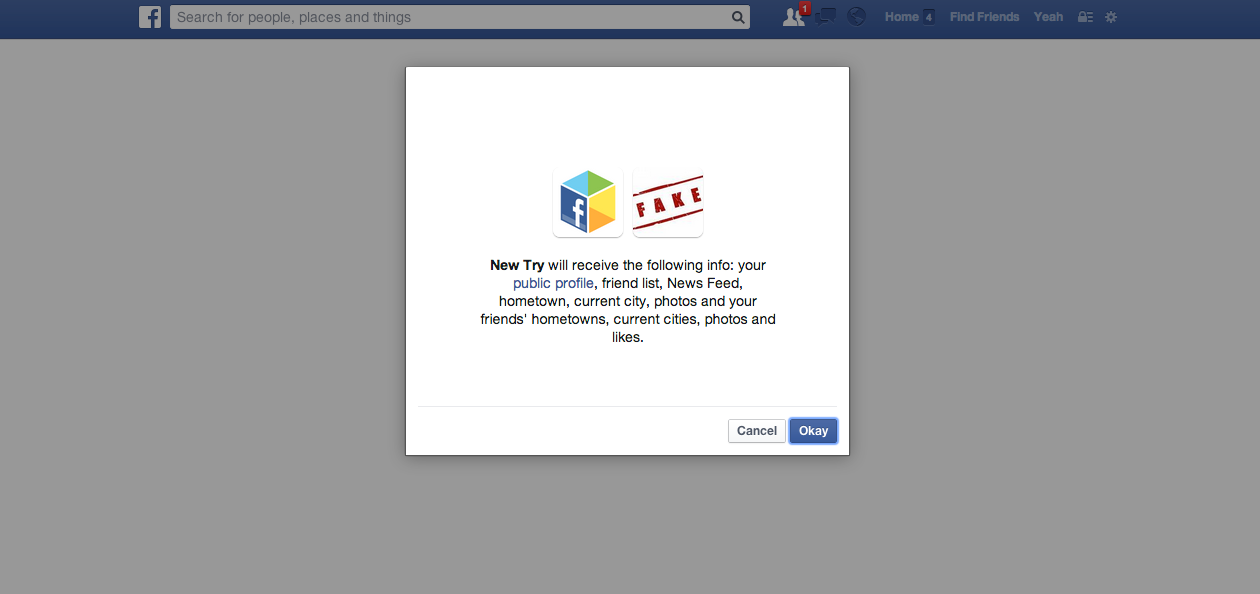 Search for people, places and things
1
Home 4 Find Friends Yeah
FAKE
New Try will receive the following info: your
public profile, friend list, News Feed,
hometown, current city, photos and your
friends' hometowns, current cities, photos and
likes.
Cancel Okay